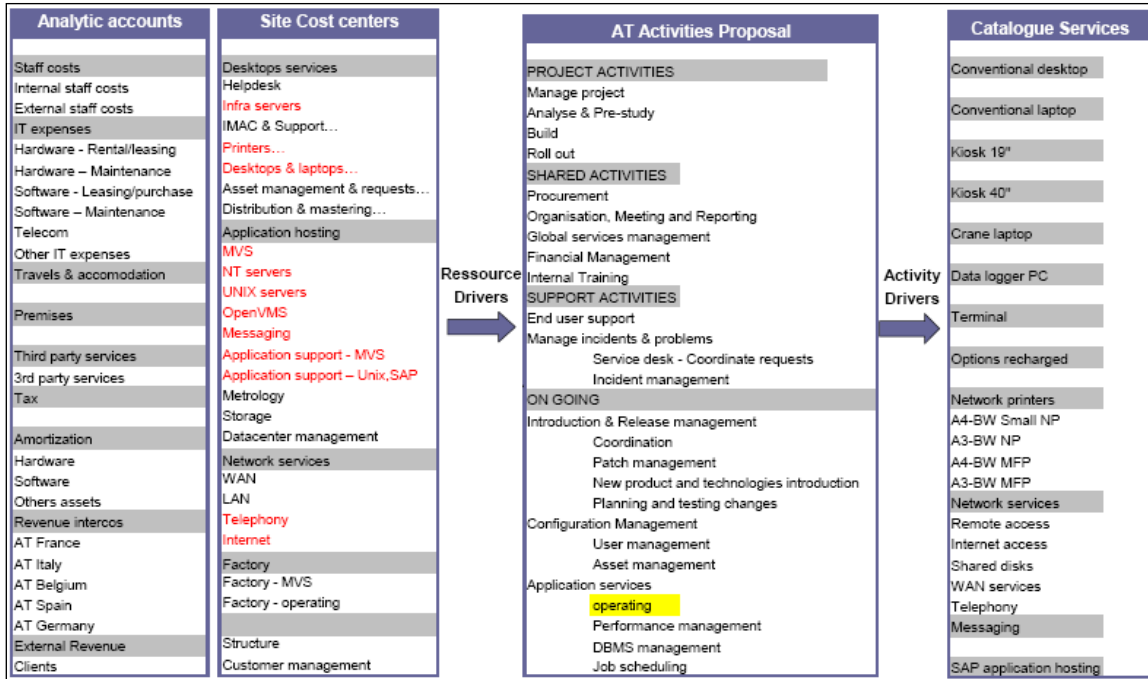 Analytic accounts
Staff costs
Internal staff costs
External staff costs
IT expenses
Hardware - Rental/leasing
Hardware – Maintenance
Software - Leasing/purchase
Software – Maintenance
Telecom
Other IT expenses
Travels & accomodation
Premises
Third party services
3rd party services
Tax
Amortization
Hardware
Software
Others assets
Revenue intercos
AT France
AT Italy
AT Belgium
AT Spain
AT Germany
External Revenue
Clients
Site Cost centers
Desktops services
Helpdesk
Infra servers
IMAC & Support…
Printers…
Desktops & laptops…
Asset management & requests…
Distribution & mastering…
Application hosting
MVS
NT servers
UNIX servers
OpenVMS
Messaging
Application support - MVS
Application support – Unix,SAP
Metrology
Storage
Datacenter management
Network services
WAN
LAN
Telephony
Internet
Factory
Factory - MVS
Factory - operating
Structure
Customer management
Ressource
Drivers
AT Activities Proposal
PROJECT ACTIVITIES
Manage project
Analyse & Pre-study
Build
Roll out
SHARED ACTIVITIES
Procurement
Organisation, Meeting and Reporting
Global services management
Financial Management
Internal Training
SUPPORT ACTIVITIES
End user support
Manage incidents & problems
Service desk - Coordinate requests
Incident management
ON GOING
Introduction & Release management
Coordination
Patch management
New product and technologies introduction
Planning and testing changes
Configuration Management
User management
Asset management
Application services
operating
Performance management
DBMS management
Job scheduling
Activity
Drivers
Catalogue Services
Conventional desktop
Conventional laptop
Kiosk 19"
Kiosk 40"
Crane laptop
Data logger PC
Terminal
Options recharged
Network printers
A4-BW Small NP
A3-BW NP
A4-BW MFP
A3-BW MFP
Network services
Remote access
Internet access
Shared disks
WAN services
Telephony
Messaging
SAP application hosting